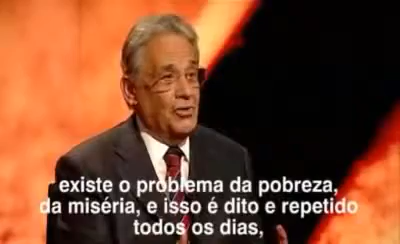 existe o problema da pobreza,
da miséria, e isso é dito e repetido
todos os dias,